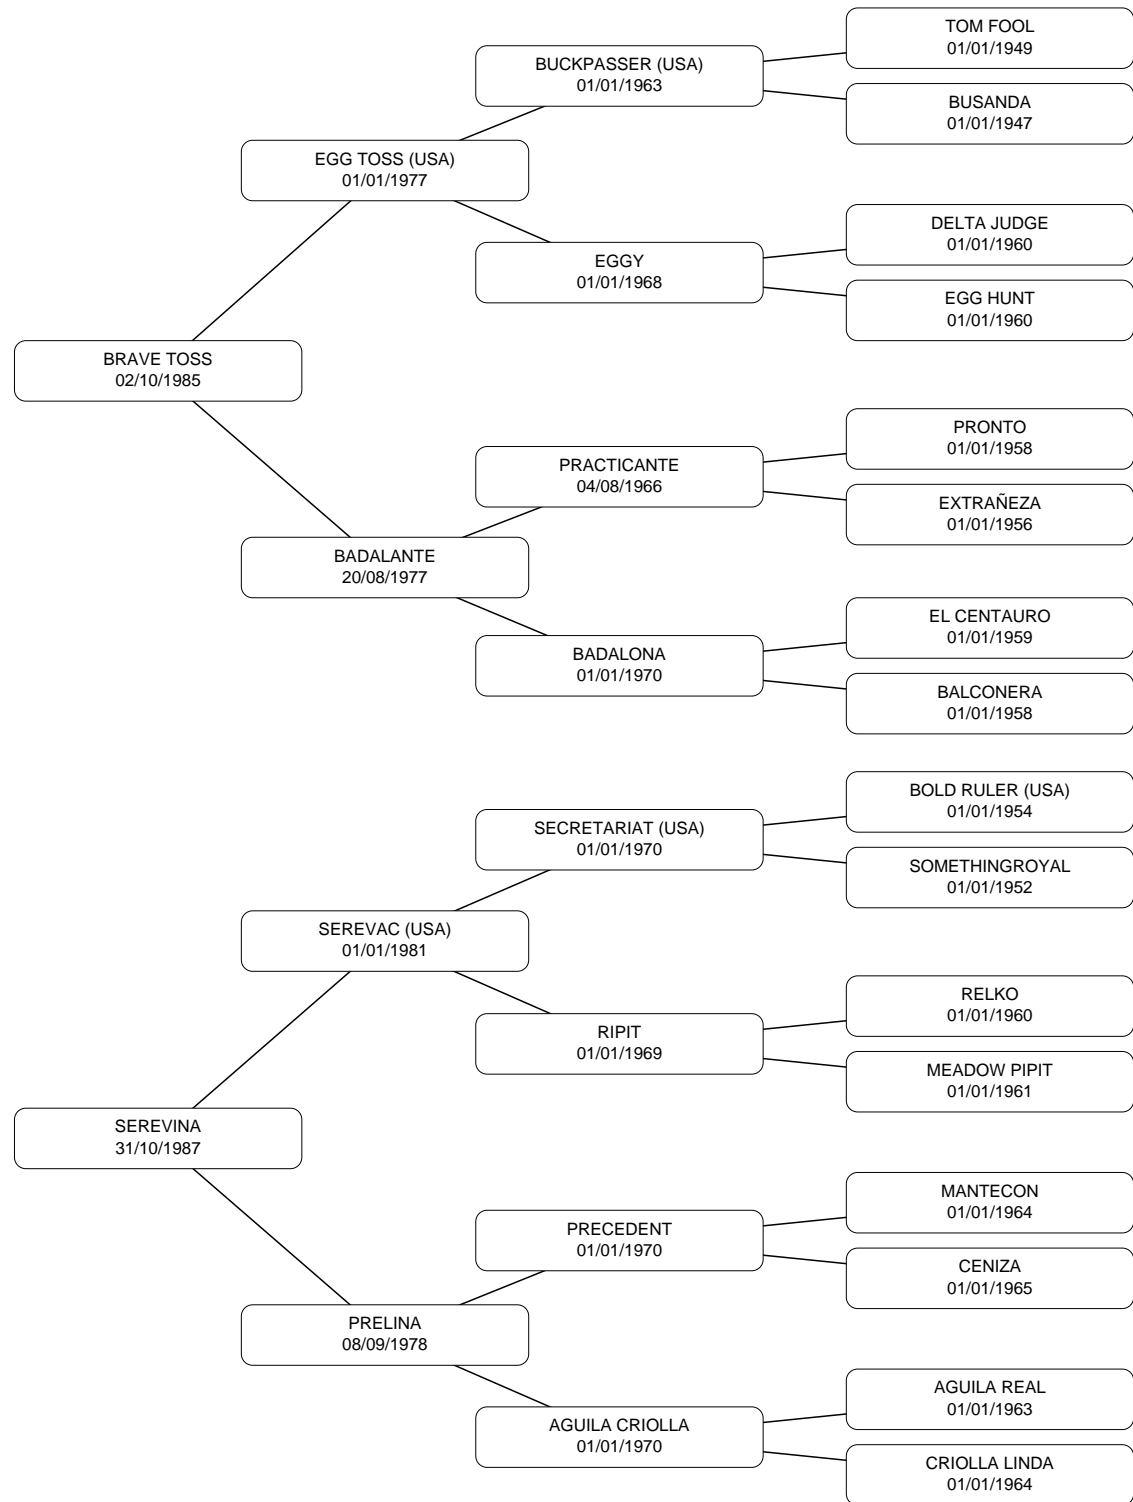 TOM FOOL
01/01/1949
BUCKPASSER (USA)
01/01/1963
BUSANDA
01/01/1947
EGG TOSS (USA)
01/01/1977
DELTA JUDGE
01/01/1960
EGGY
01/01/1968
EGG HUNT
01/01/1960
BRAVE TOSS
02/10/1985
PRONTO
01/01/1958
PRACTICANTE
04/08/1966
EXTRAÑEZA
01/01/1956
BADALANTE
20/08/1977
EL CENTAURO
01/01/1959
BADALONA
01/01/1970
BALCONERA
01/01/1958
BOLD RULER (USA)
01/01/1954
SECRETARIAT (USA)
01/01/1970
SOMETHINGROYAL
01/01/1952
SEREVAC (USA)
01/01/1981
RELKO
01/01/1960
RIPIT
01/01/1969
MEADOW PIPIT
01/01/1961
SEREVINA
31/10/1987
MANTECON
01/01/1964
PRECEDENT
01/01/1970
CENIZA
01/01/1965
PRELINA
08/09/1978
AGUILA REAL
01/01/1963
AGUILA CRIOLLA
01/01/1970
CRIOLLA LINDA
01/01/1964